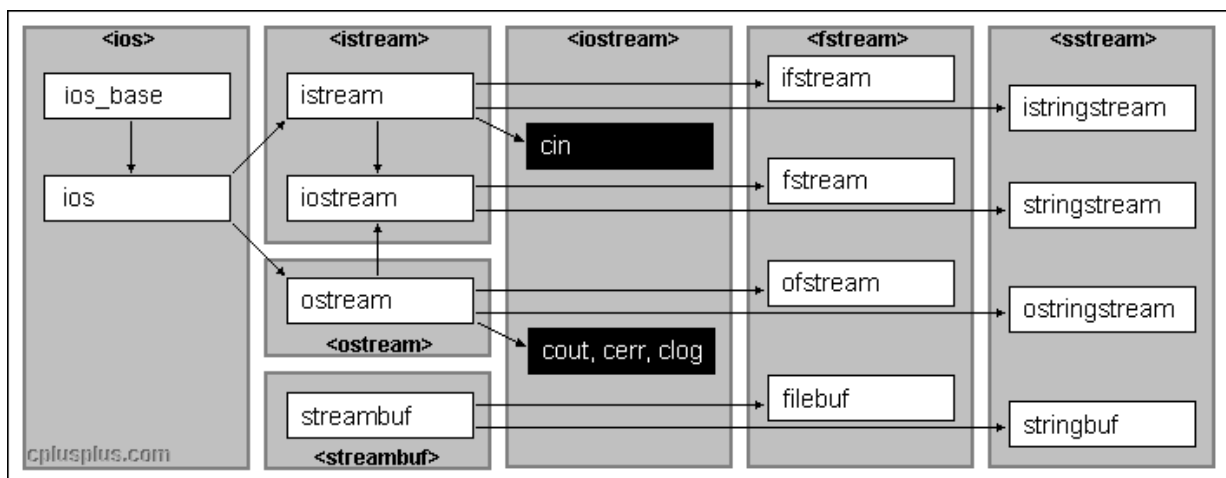 <ios>
ios_base
ios
cplusplus.com
<istream>
istream
iostream
ostream
<ostream>
streambuf
<streambuf>
<iostream>
cin
cout, cerr, clog
<fstream>
ifstream
fstream
ofstream
filebuf
<sstream>
istringstream
stringstream
ostringstream
stringbuf